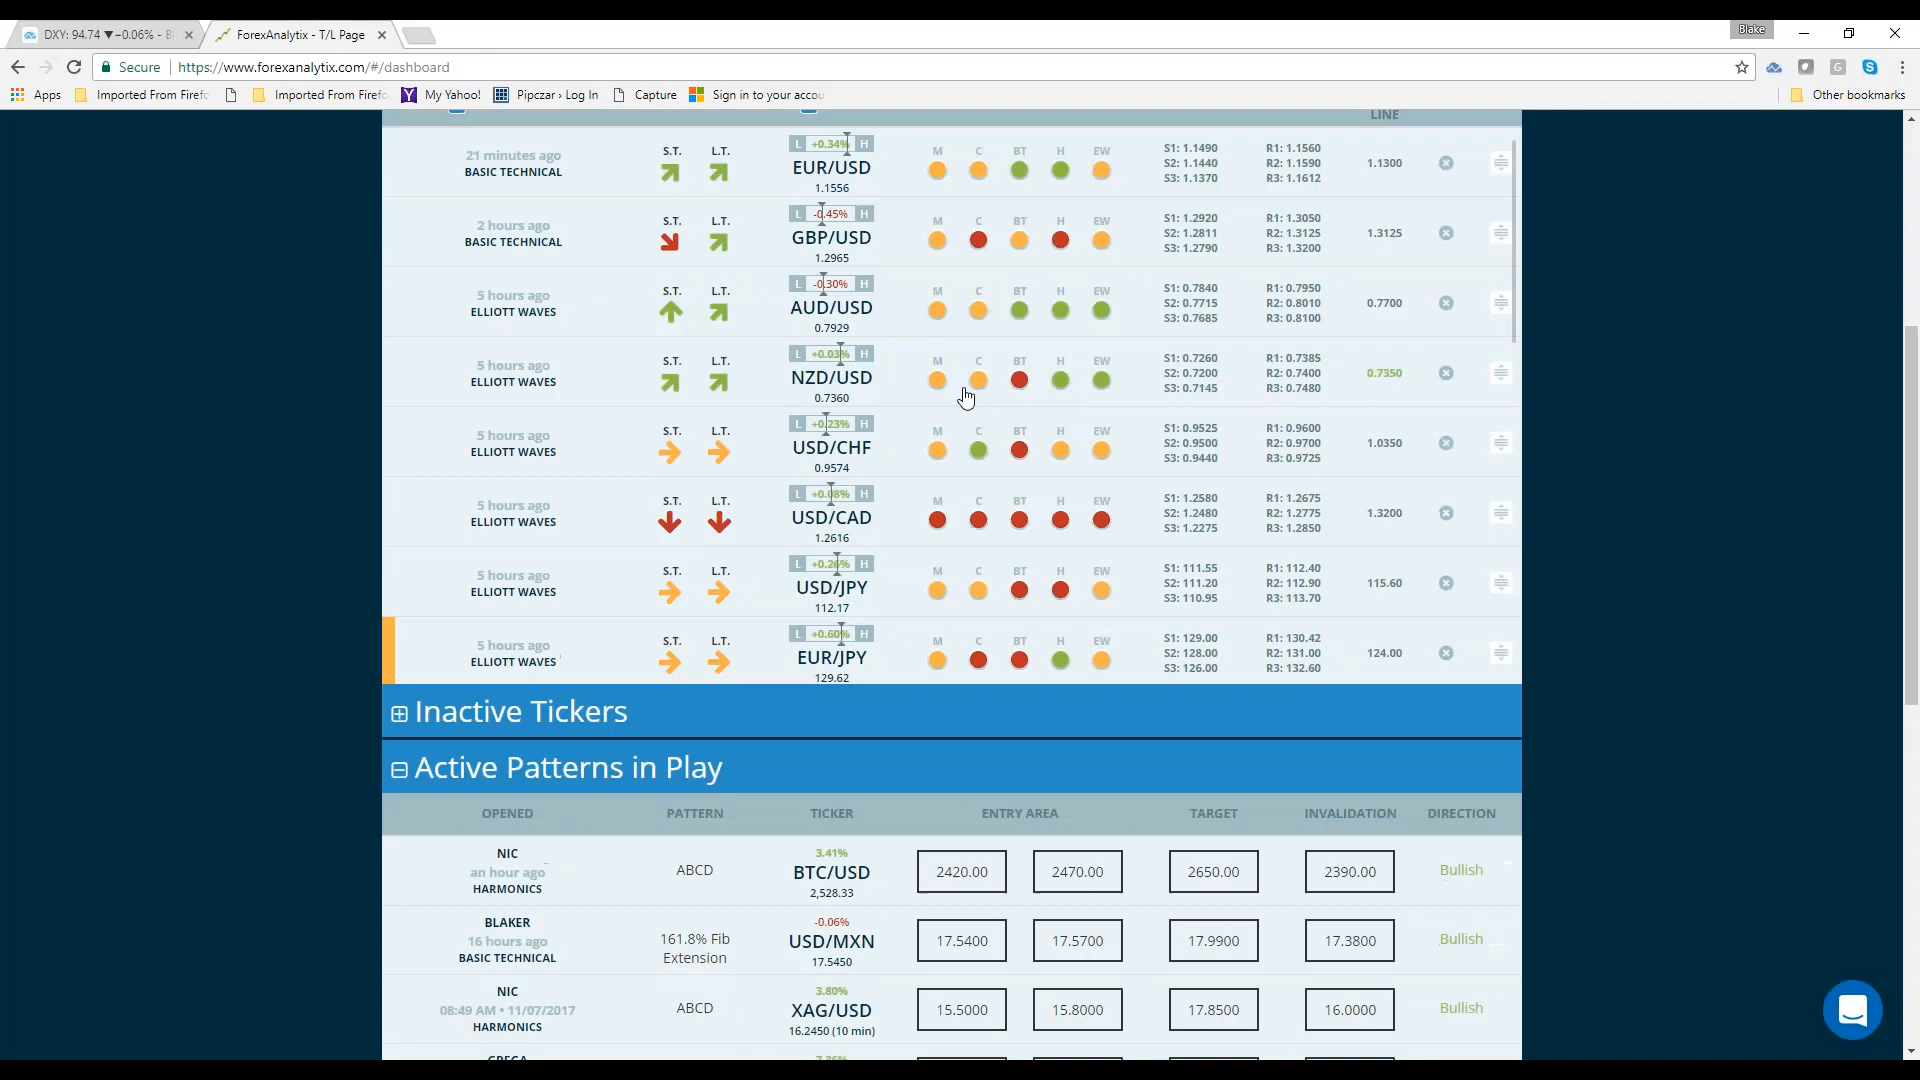 DXY: 94.74 ▼−0.06% - Bl
ForexAnalytix - T/L Page
Blake
Secure
https://www.forexanalytix.com/#/dashboard
Apps
Imported From Firefo
Imported From Firefo
My Yahoo!
Pipczar › Log In
Capture
Sign in to your accou
Other bookmarks
LINE
21 minutes ago
BASIC TECHNICAL
S.T. L.T.
L +0.34% H
EUR/USD
1.1556
M C BT H EW
S1: 1.1490 R1: 1.1560
S2: 1.1440 R2: 1.1590
S3: 1.1370 R3: 1.1612
1.1300
2 hours ago
BASIC TECHNICAL
S.T. L.T.
L -0.45% H
GBP/USD
1.2965
M C BT H EW
S1: 1.2920 R1: 1.3050
S2: 1.2811 R2: 1.3125
S3: 1.2790 R3: 1.3200
1.3125
5 hours ago
ELLIOTT WAVES
S.T. L.T.
L -0.30% H
AUD/USD
0.7929
M C BT H EW
S1: 0.7840 R1: 0.7950
S2: 0.7715 R2: 0.8010
S3: 0.7685 R3: 0.8100
0.7700
5 hours ago
ELLIOTT WAVES
S.T. L.T.
L +0.03% H
NZD/USD
0.7360
M C BT H EW
S1: 0.7260 R1: 0.7385
S2: 0.7200 R2: 0.7400
S3: 0.7145 R3: 0.7480
0.7350
5 hours ago
ELLIOTT WAVES
S.T. L.T.
L +0.23% H
USD/CHF
0.9574
M C BT H EW
S1: 0.9525 R1: 0.9600
S2: 0.9500 R2: 0.9700
S3: 0.9440 R3: 0.9725
1.0350
5 hours ago
ELLIOTT WAVES
S.T. L.T.
L +0.08% H
USD/CAD
1.2616
M C BT H EW
S1: 1.2580 R1: 1.2675
S2: 1.2480 R2: 1.2775
S3: 1.2275 R3: 1.2850
1.3200
5 hours ago
ELLIOTT WAVES
S.T. L.T.
L +0.26% H
USD/JPY
112.17
M C BT H EW
S1: 111.55 R1: 112.40
S2: 111.20 R2: 112.90
S3: 110.95 R3: 113.70
115.60
5 hours ago
ELLIOTT WAVES
S.T. L.T.
L +0.60% H
EUR/JPY
129.62
M C BT H EW
S1: 129.00 R1: 130.42
S2: 128.00 R2: 131.00
S3: 126.00 R3: 132.60
124.00
Inactive Tickers
Active Patterns in Play
OPENED PATTERN TICKER ENTRY AREA TARGET INVALIDATION DIRECTION
NIC
an hour ago
HARMONICS
ABCD
3.41%
BTC/USD
2,528.33
2420.00 2470.00 2650.00 2390.00 Bullish
BLAKER
16 hours ago
BASIC TECHNICAL
161.8% Fib
Extension
-0.06%
USD/MXN
17.5450
17.5400 17.5700 17.9900 17.3800 Bullish
NIC
08:49 AM • 11/07/2017
HARMONICS
ABCD
3.80%
XAG/USD
16.2450 (10 min)
15.5000 15.8000 17.8500 16.0000 Bullish